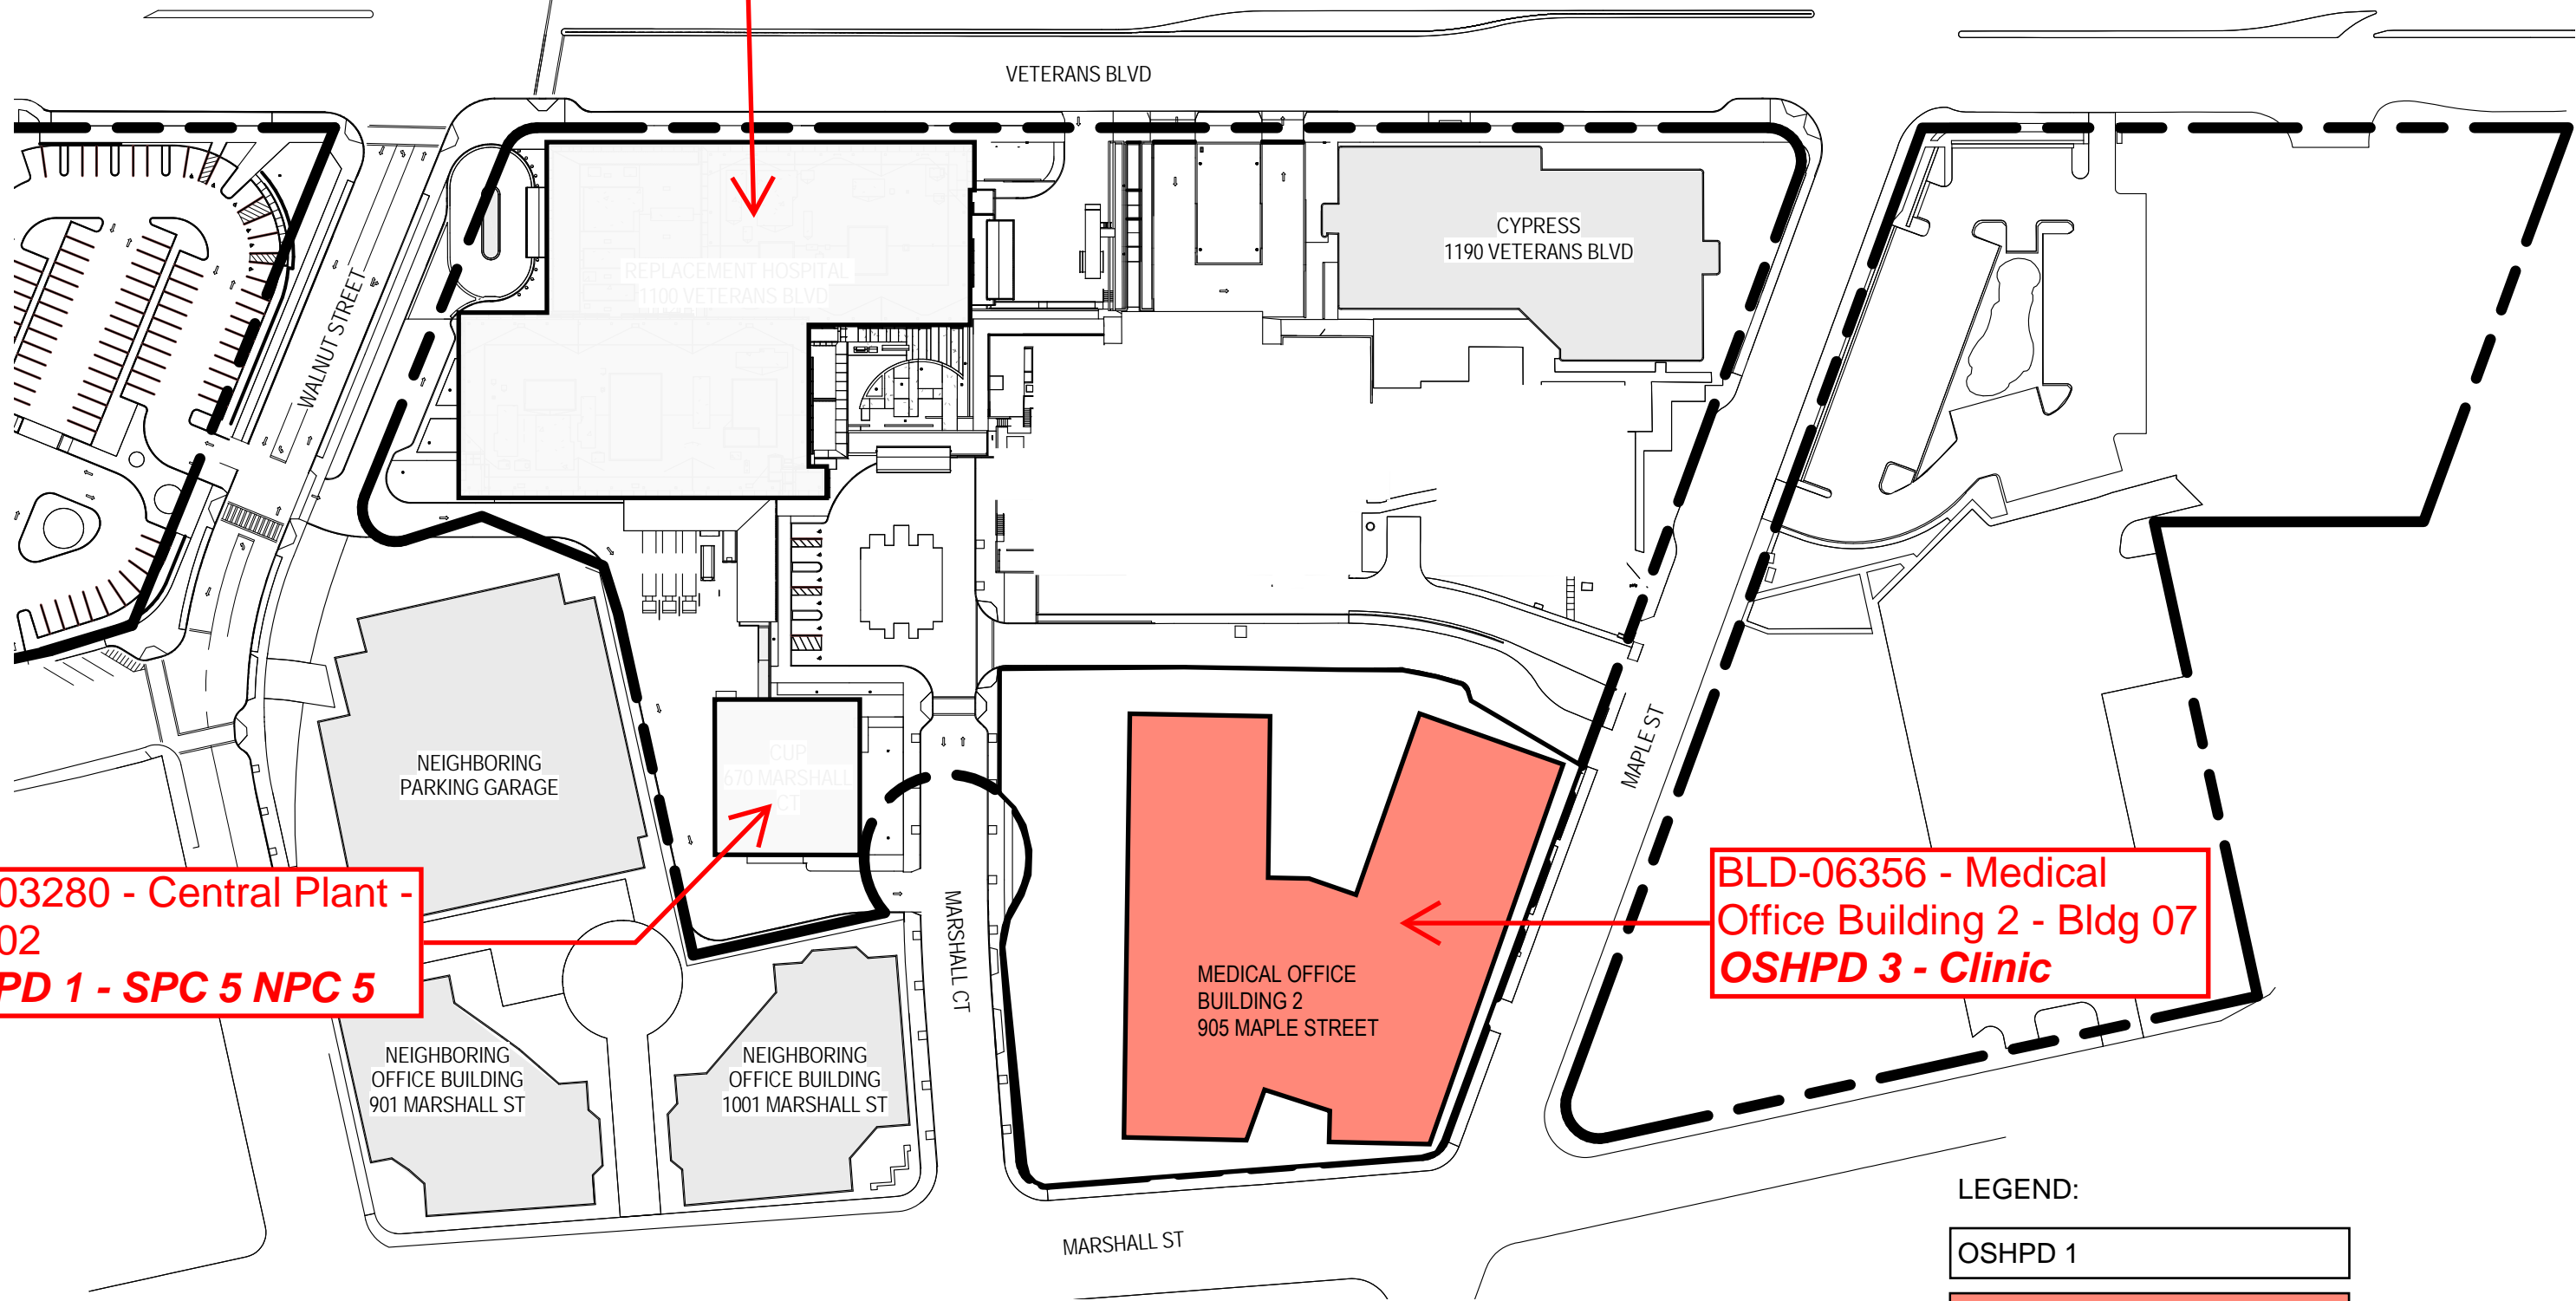 VETERANS BLVD
CYPRESS
1190 VETERANS BLVD
REPLACEMENT HOSPITAL
1100 VETERANS BLVD
WALNUT STREET
NEIGHBORING
PARKING GARAGE
CUP
670 MARSHALL
CT
MAPLE ST
03280 - Central Plant -
02
PD 1 - SPC 5 NPC 5
BLD-06356 - Medical
Office Building 2 - Bldg 07
OSHPD 3 - Clinic
MARSHALL CT
MEDICAL OFFICE
BUILDING 2
905 MAPLE STREET
NEIGHBORING
OFFICE BUILDING
901 MARSHALL ST
NEIGHBORING
OFFICE BUILDING
1001 MARSHALL ST
MARSHALL ST
LEGEND:
OSHPD 1